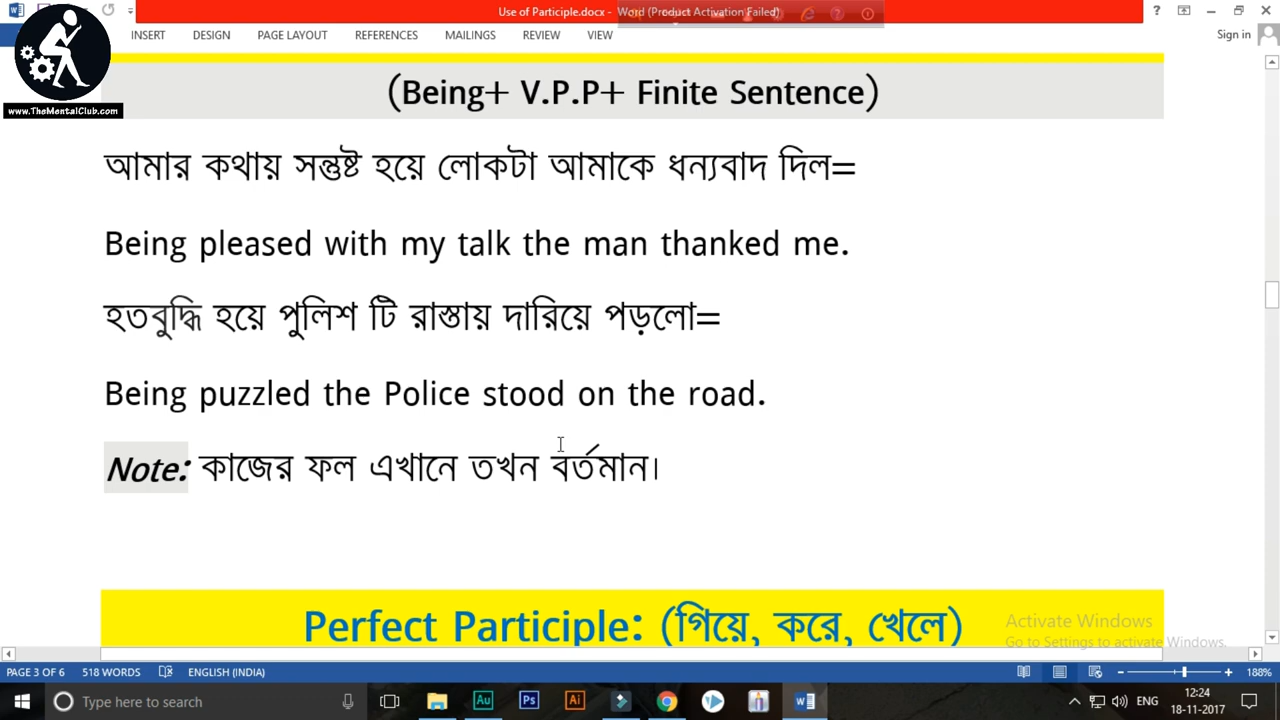 Use of Participle.docx - Word (Product Activation Failed)
INSERT DESIGN PAGE LAYOUT REFERENCES MAILINGS REVIEW VIEW Sign in
www.TheMentalClub.com
(Being+ V.P.P+ Finite Sentence)
আমার কথায় সন্তুষ্ট হয়ে লোকটা আমাকে ধন্যবাদ দিল=
Being pleased with my talk the man thanked me.
হতবুদ্ধি হয়ে পুলিশ টি রাস্তায় দারিয়ে পড়লো=
Being puzzled the Police stood on the road.
Note: কাজের ফল এখানে তখন বর্তমান।
Perfect Participle: (গিয়ে, করে, খেলে)
Activate Windows
Go to Settings to activate Windows.
PAGE 3 OF 6 518 WORDS ENGLISH (INDIA) 188%
Type here to search ENG 12:24
18-11-2017